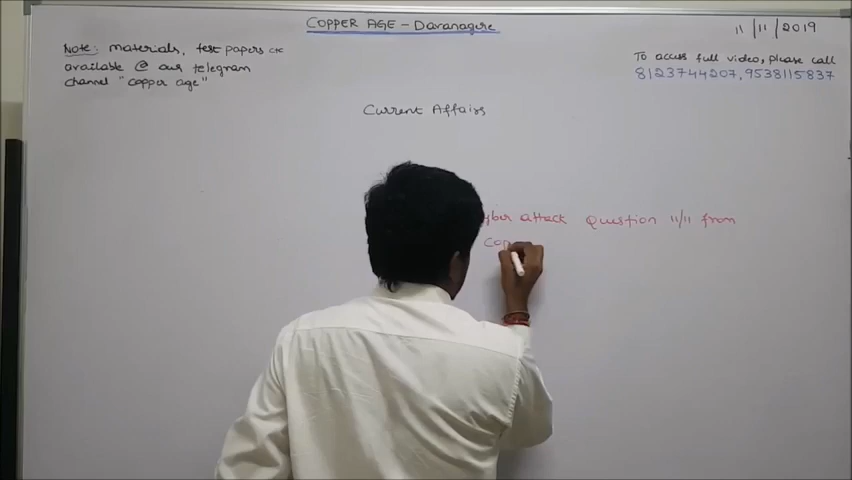 COPPER AGE - Davanagere
11/11/2019
Note: materials, test papers etc
available @ our telegram
channel "copper age"
To access full video, please call
8123744207, 9538115837
Current Affairs
attack Question 11/11 from
Cop